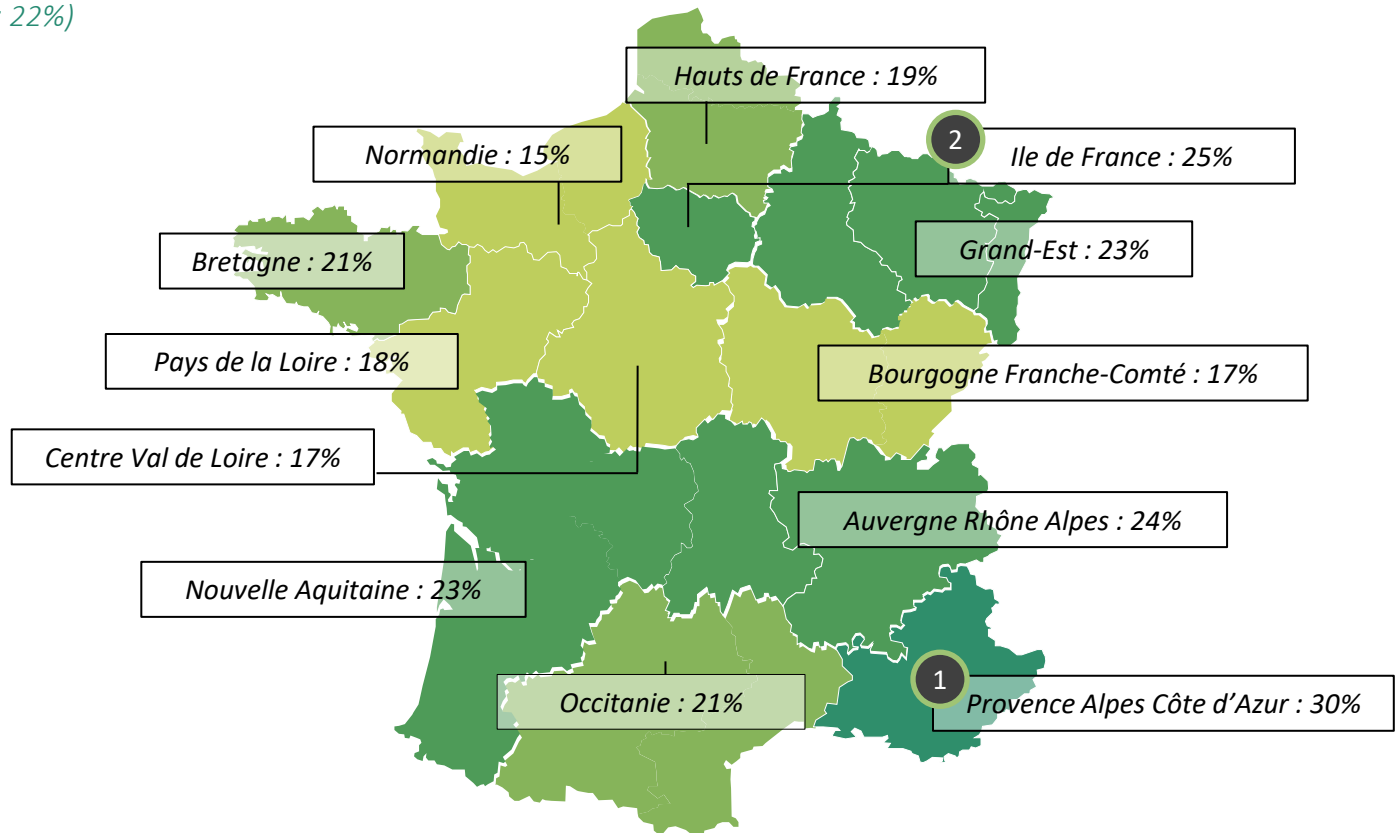 : 22%)
Hauts de France : 19%
Normandie : 15%
2
Ile de France : 25%
Bretagne : 21%
Grand-Est : 23%
Pays de la Loire : 18%
Bourgogne Franche-Comté : 17%
Centre Val de Loire : 17%
Auvergne Rhône Alpes : 24%
Nouvelle Aquitaine : 23%
1
Occitanie : 21%
Provence Alpes Côte d’Azur : 30%